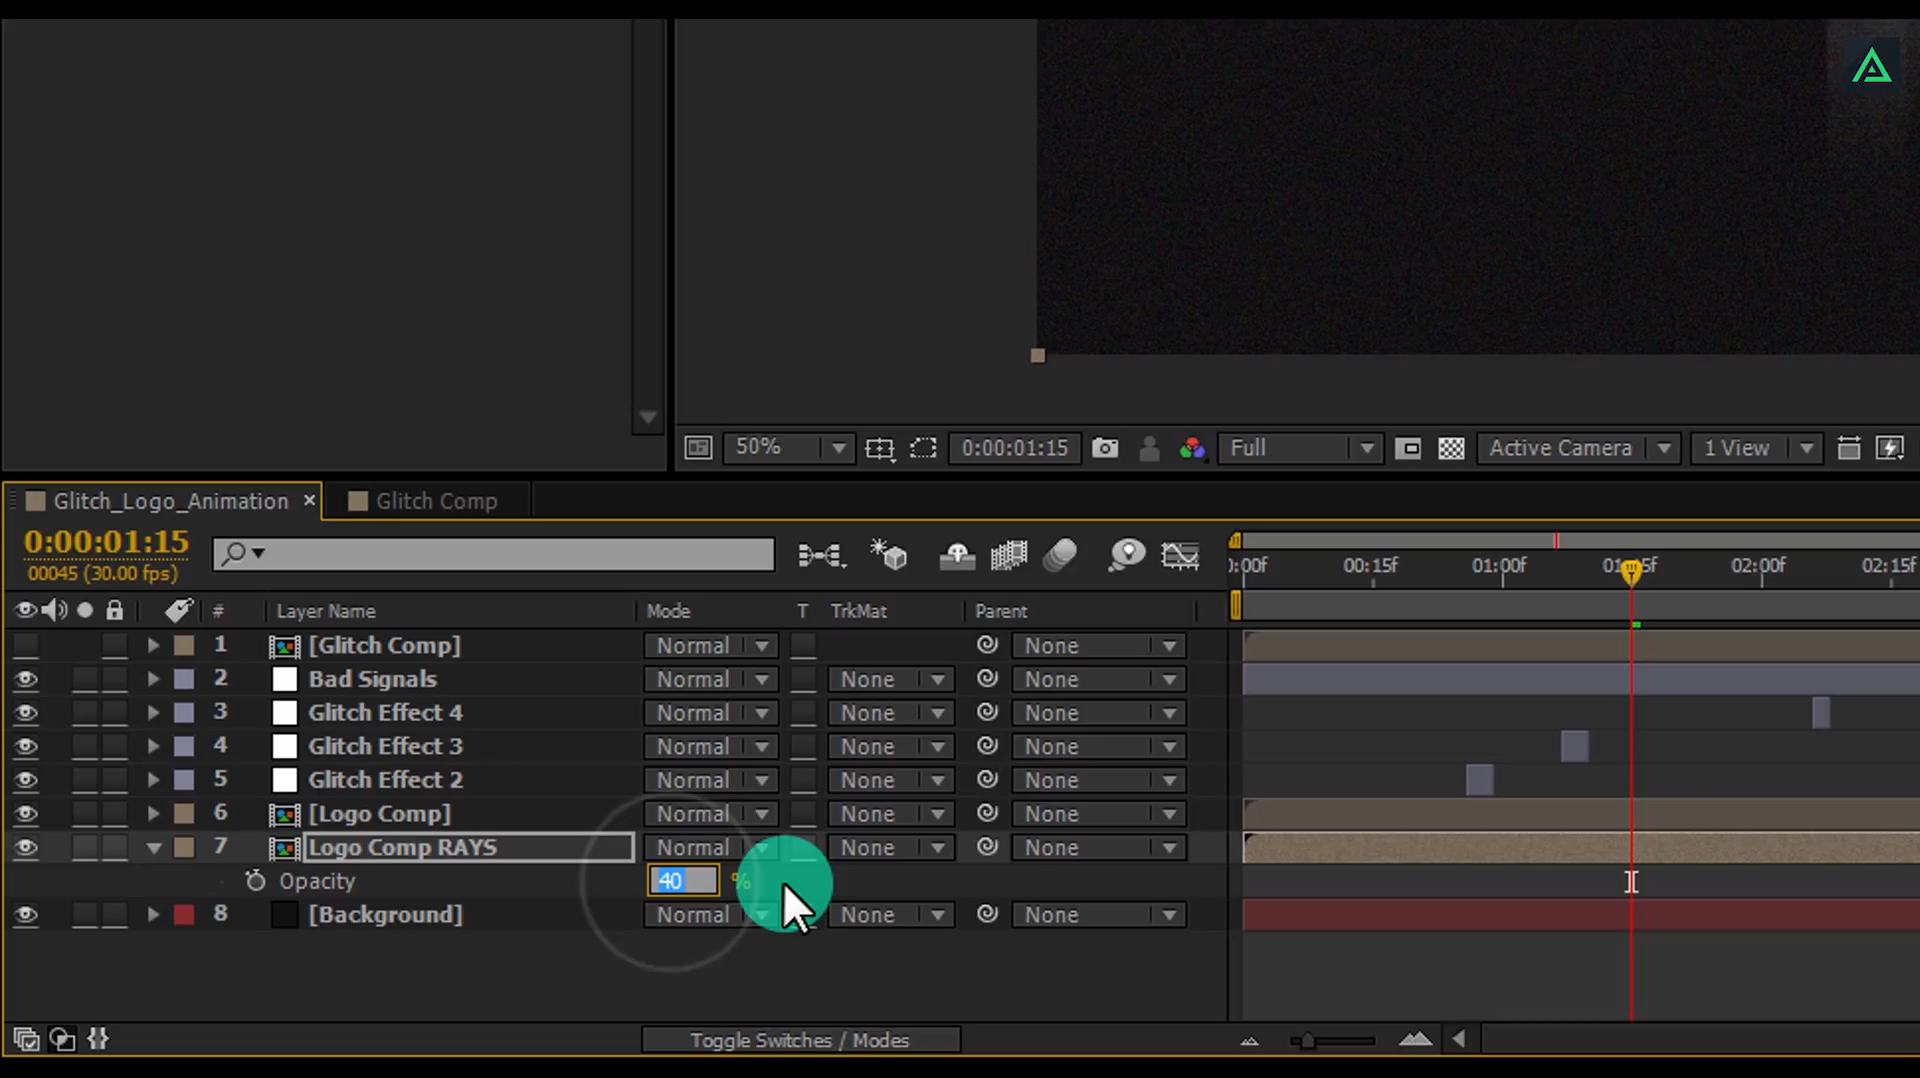 50%
0:00:01:15
Full
Active Camera
1 View
Glitch_Logo_Animation ×
Glitch Comp
0:00:01:15
00045 (30.00 fps)
:00f 00:15f 01:00f 01:15f 02:00f 02:15f
# Layer Name Mode T TrkMat Parent
1 [Glitch Comp] Normal None
2 Bad Signals Normal None None
3 Glitch Effect 4 Normal None None
4 Glitch Effect 3 Normal None None
5 Glitch Effect 2 Normal None None
6 [Logo Comp] Normal None None
7 Logo Comp RAYS Normal None None
Opacity 40 %
8 [Background] Normal None None
Toggle Switches / Modes